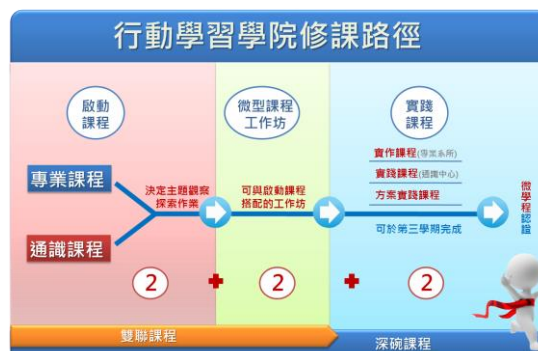 行動學習學院修課路徑
啟動
課程
微型課程
工作坊
實踐
課程
專業課程
通識課程
決定主題觀察
探索作業
可與啟動課程
搭配的工作坊
實作課程(專業系所)
實踐課程(通識中心)
方案實踐課程
可於第三學期完成
微學程認證
2 + 2 + 2
雙聯課程
深碗課程